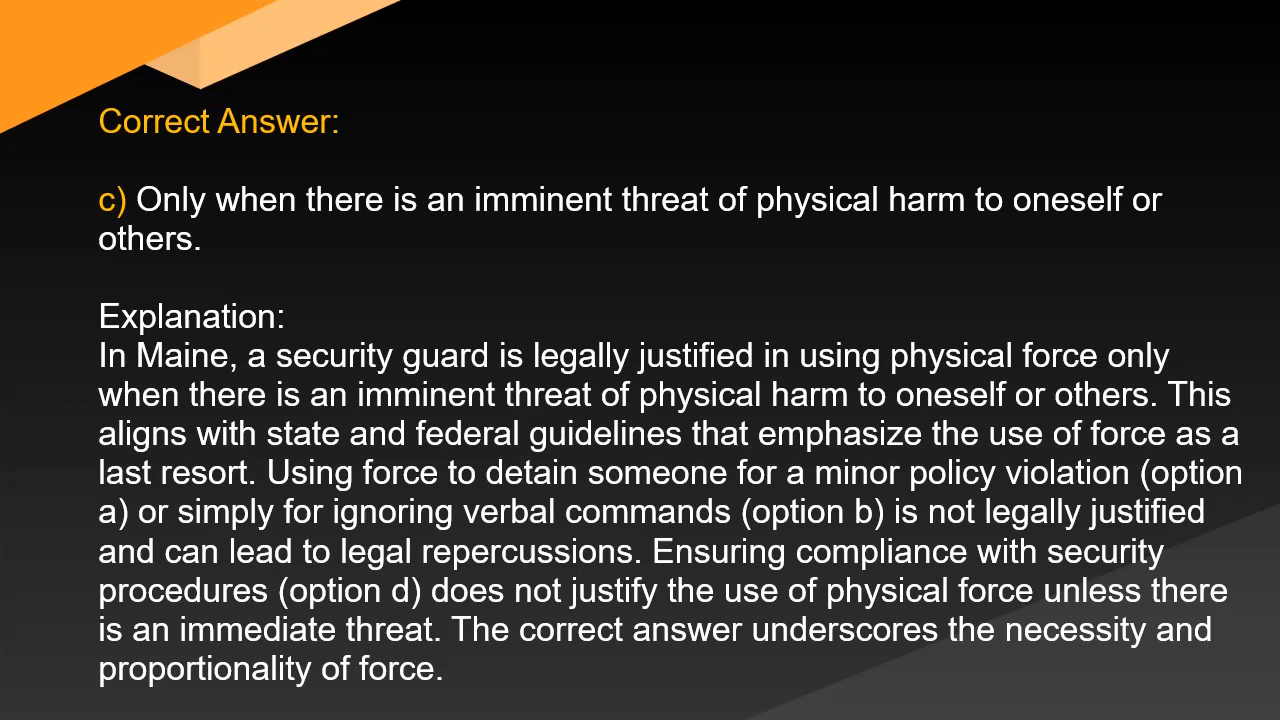 Correct Answer:
c) Only when there is an imminent threat of physical harm to oneself or
others.
Explanation:
In Maine, a security guard is legally justified in using physical force only
when there is an imminent threat of physical harm to oneself or others. This
aligns with state and federal guidelines that emphasize the use of force as a
last resort. Using force to detain someone for a minor policy violation (option
a) or simply for ignoring verbal commands (option b) is not legally justified
and can lead to legal repercussions. Ensuring compliance with security
procedures (option d) does not justify the use of physical force unless there
is an immediate threat. The correct answer underscores the necessity and
proportionality of force.